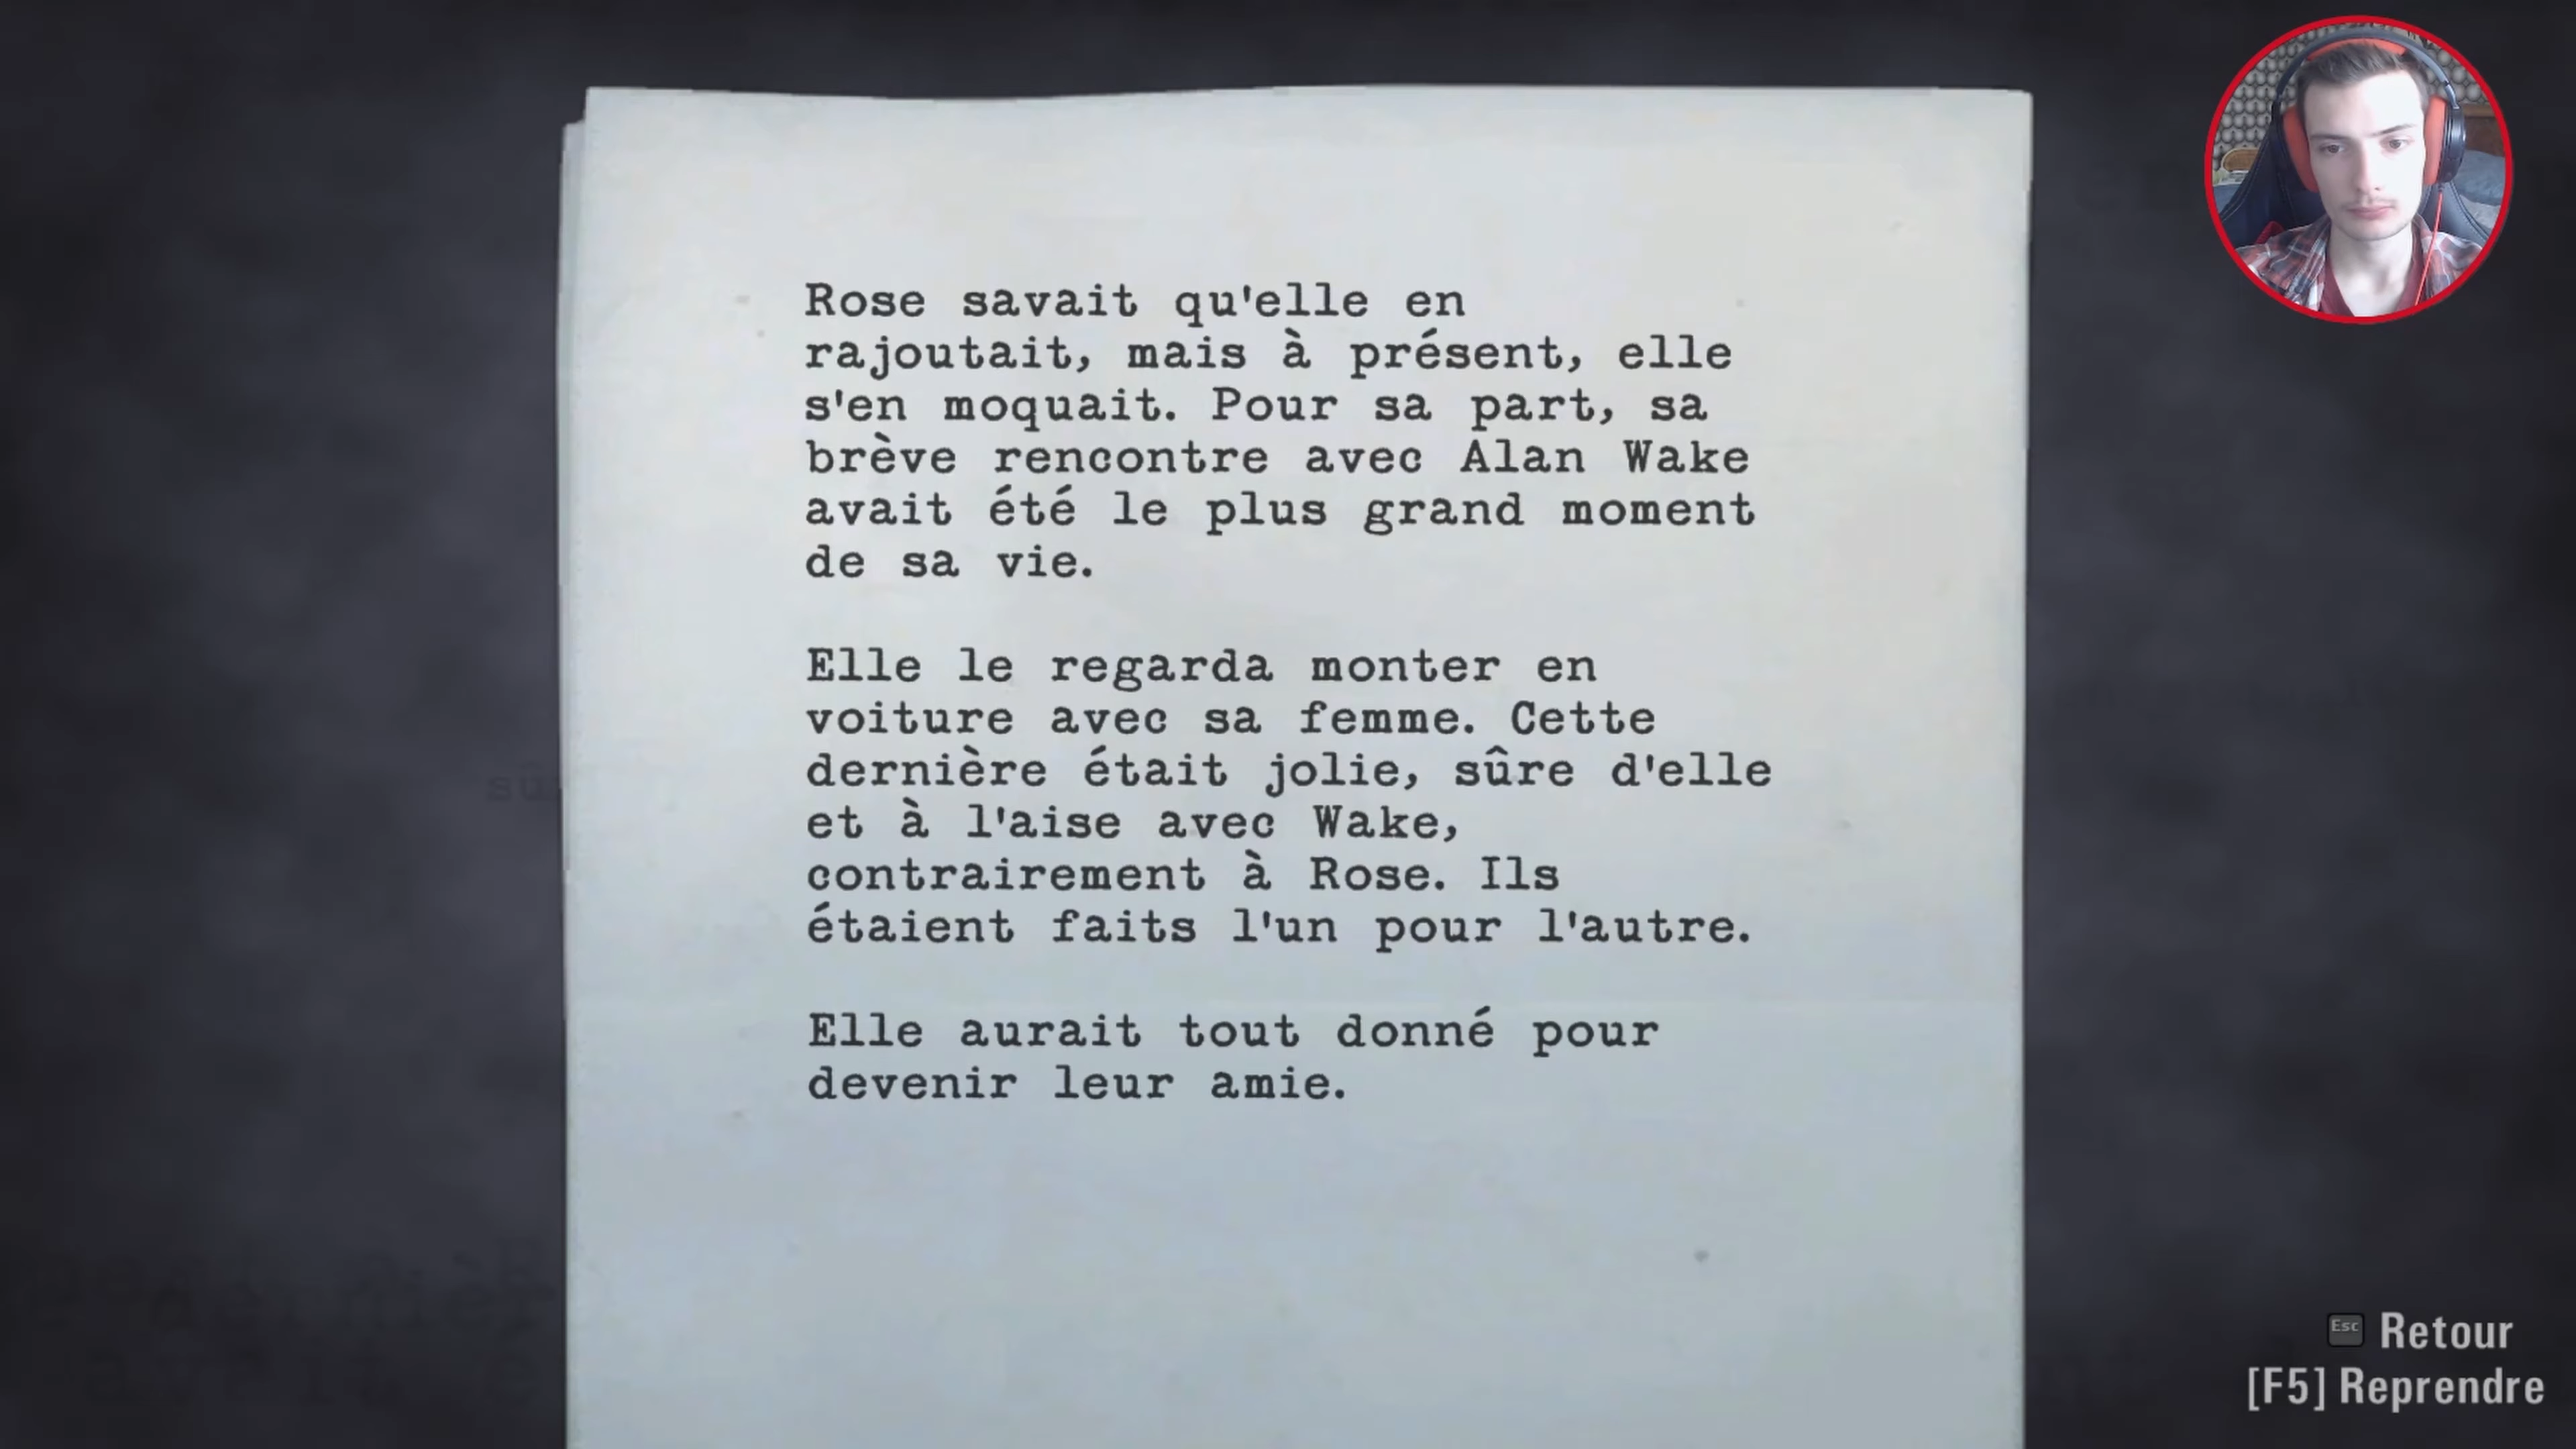 Rose savait qu'elle en
rajoutait, mais à présent, elle
s'en moquait. Pour sa part, sa
brève rencontre avec Alan Wake
avait été le plus grand moment
de sa vie.
Elle le regarda monter en
voiture avec sa femme. Cette
dernière était jolie, sûre d'elle
et à l'aise avec Wake,
contrairement à Rose. Ils
étaient faits l'un pour l'autre.
Elle aurait tout donné pour
devenir leur amie.
Esc Retour
[F5] Reprendre